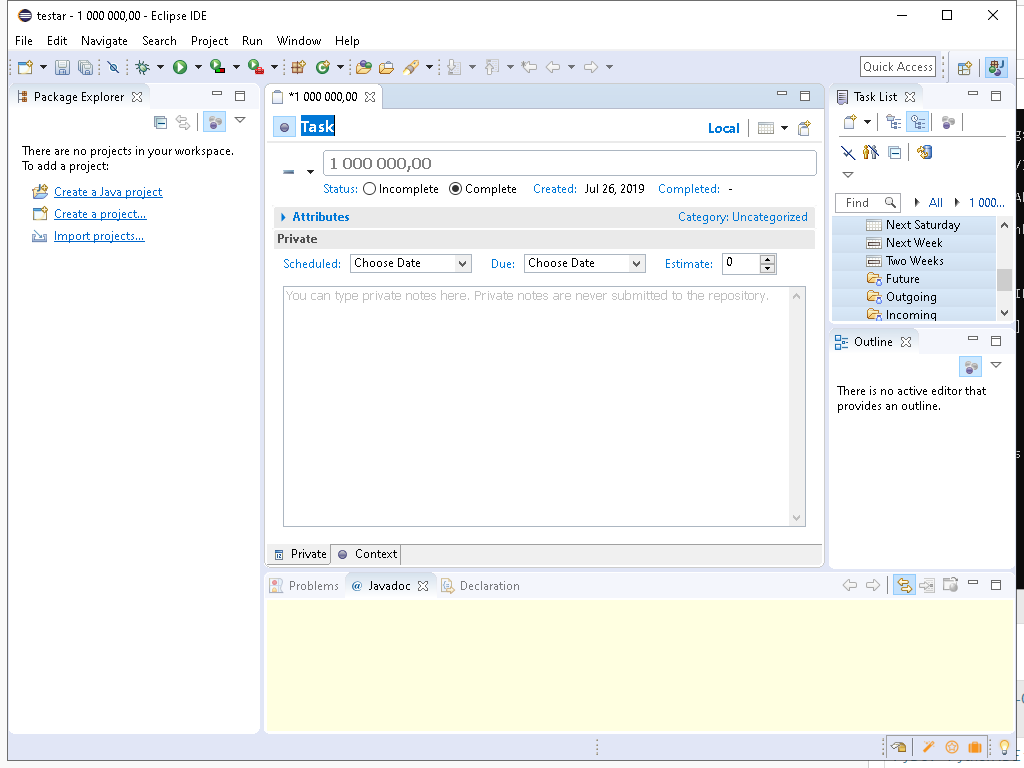 testar - 1 000 000,00 - Eclipse IDE
File Edit Navigate Search Project Run Window Help
Quick Access
Package Explorer
There are no projects in your workspace.
To add a project:
Create a Java project
Create a project...
Import projects...
*1 000 000,00
Task
Local
1 000 000,00
Status: Incomplete Complete Created: Jul 26, 2019 Completed: -
Attributes Category: Uncategorized
Private
Scheduled: Choose Date Due: Choose Date Estimate: 0
You can type private notes here. Private notes are never submitted to the repository.
Private Context
Task List
Find All 1 000...
Next Saturday
Next Week
Two Weeks
Future
Outgoing
Incoming
Outline
There is no active editor that
provides an outline.
Problems @ Javadoc Declaration